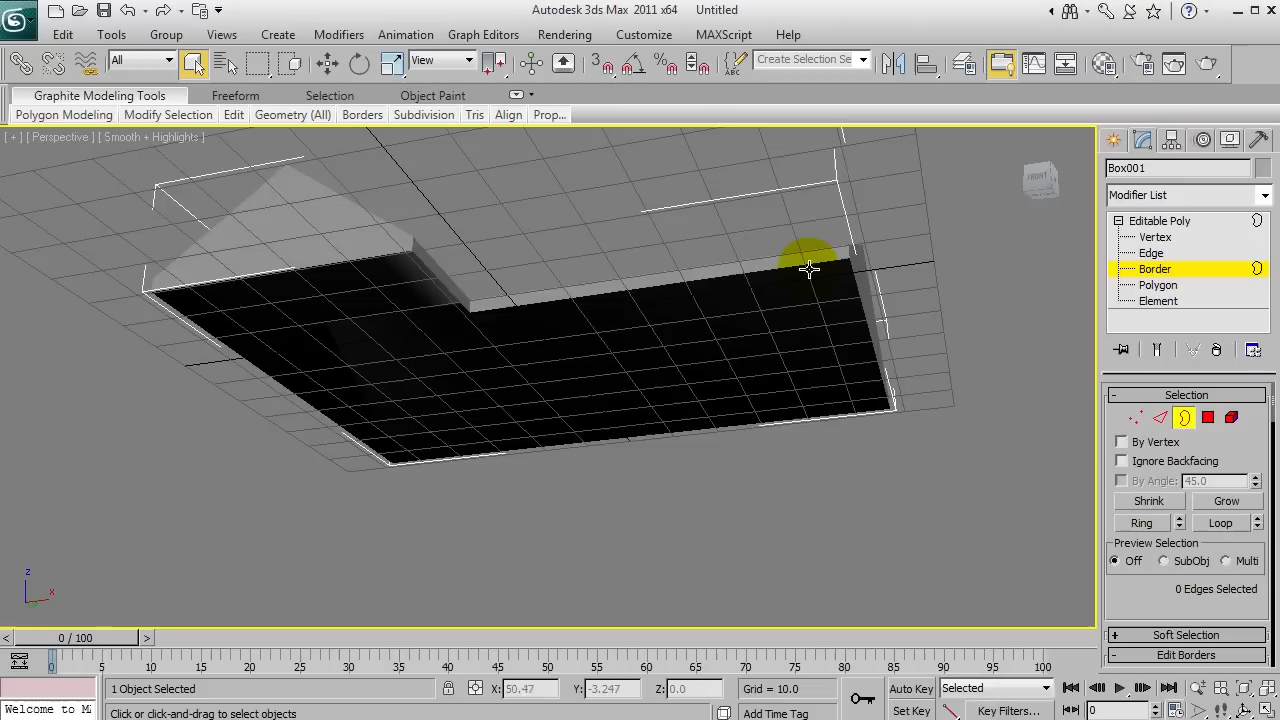 Autodesk 3ds Max 2011 x64 Untitled
Edit Tools Group Views Create Modifiers Animation Graph Editors Rendering Customize MAXScript Help
All View Create Selection Se
Graphite Modeling Tools Freeform Selection Object Paint
Polygon Modeling Modify Selection Edit Geometry (All) Borders Subdivision Tris Align Prop...
[ + ] [ Perspective ] [ Smooth + Highlights ]
FRONT
Box001
Modifier List
Editable Poly
Vertex
Edge
Border
Polygon
Element
- Selection
By Vertex
Ignore Backfacing
By Angle: 45.0
Shrink Grow
Ring Loop
Preview Selection
Off SubObj Multi
0 Edges Selected
+ Soft Selection
- Edit Borders
z
x
< 0 / 100 >
0 5 10 15 20 25 30 35 40 45 50 55 60 65 70 75 80 85 90 95 100
1 Object Selected X: 50.47 Y: -3.247 Z: 0.0 Grid = 10.0 Auto Key Selected
Welcome to MA Click or click-and-drag to select objects Add Time Tag Set Key Key Filters... 0